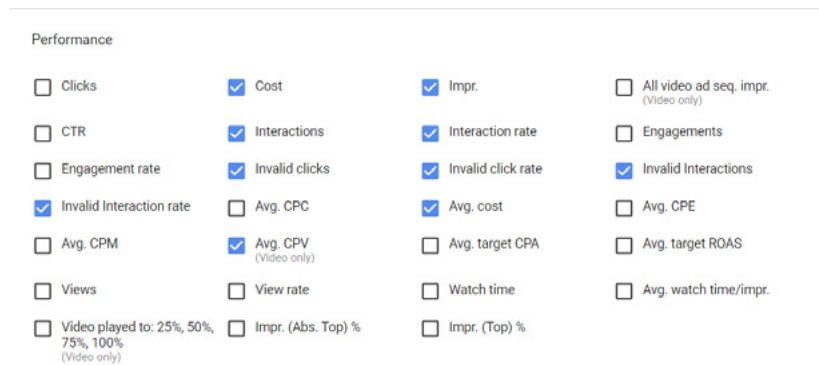 Performance
Clicks
Cost
Impr.
All video ad seq. impr.
(Video only)
CTR
Interactions
Interaction rate
Engagements
Engagement rate
Invalid clicks
Invalid click rate
Invalid Interactions
Invalid Interaction rate
Avg. CPC
Avg. cost
Avg. CPE
Avg. CPM
Avg. CPV
(Video only)
Avg. target CPA
Avg. target ROAS
Views
View rate
Watch time
Avg. watch time/impr.
Video played to: 25%, 50%,
75%, 100%
(Video only)
Impr. (Abs. Top) %
Impr. (Top) %